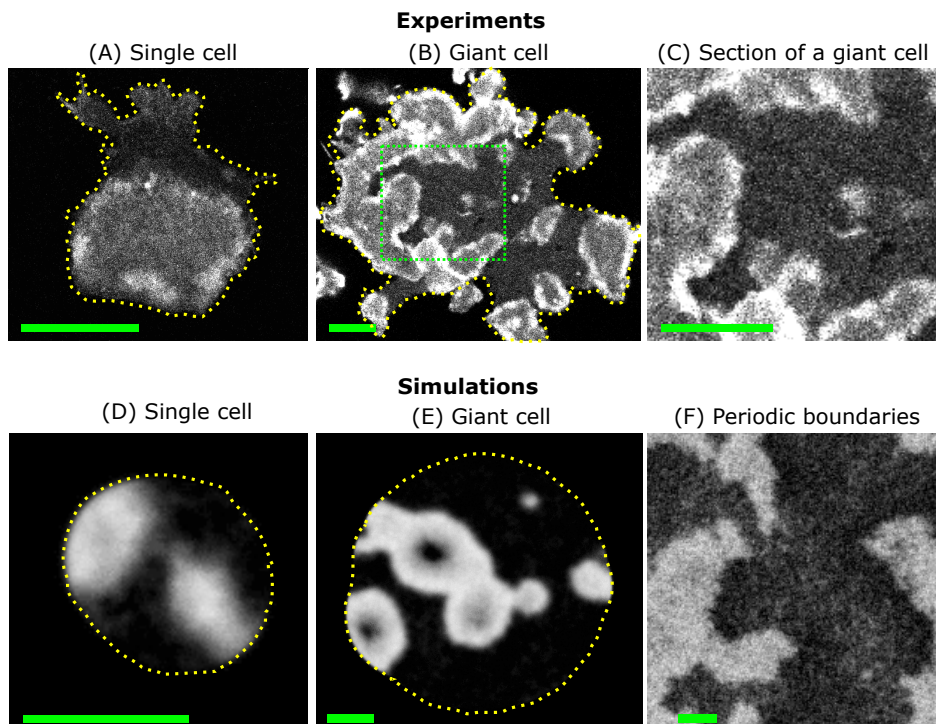 Experiments
(A) Single cell
(B) Giant cell
(C) Section of a giant cell
Simulations
(D) Single cell
(E) Giant cell
(F) Periodic boundaries